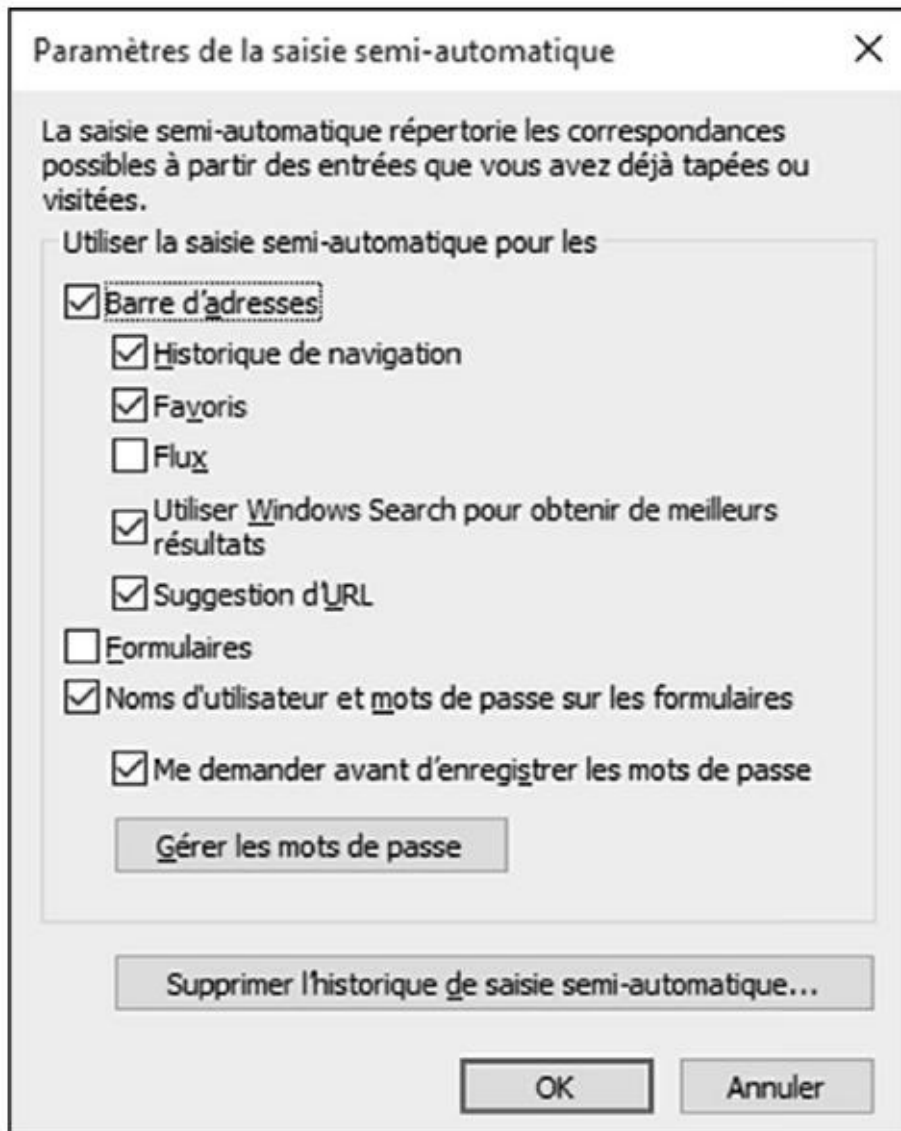 Paramètres de la saisie semi-automatique
La saisie semi-automatique répertorie les correspondances
possibles à partir des entrées que vous avez déjà tapées ou
visitées.
Utiliser la saisie semi-automatique pour les
Barre d'adresses
Historique de navigation
Favoris
Flux
Utiliser Windows Search pour obtenir de meilleurs
résultats
Suggestion d'URL
Formulaires
Noms d'utilisateur et mots de passe sur les formulaires
Me demander avant d'enregistrer les mots de passe
Gérer les mots de passe
Supprimer l'historique de saisie semi-automatique...
OK
Annuler